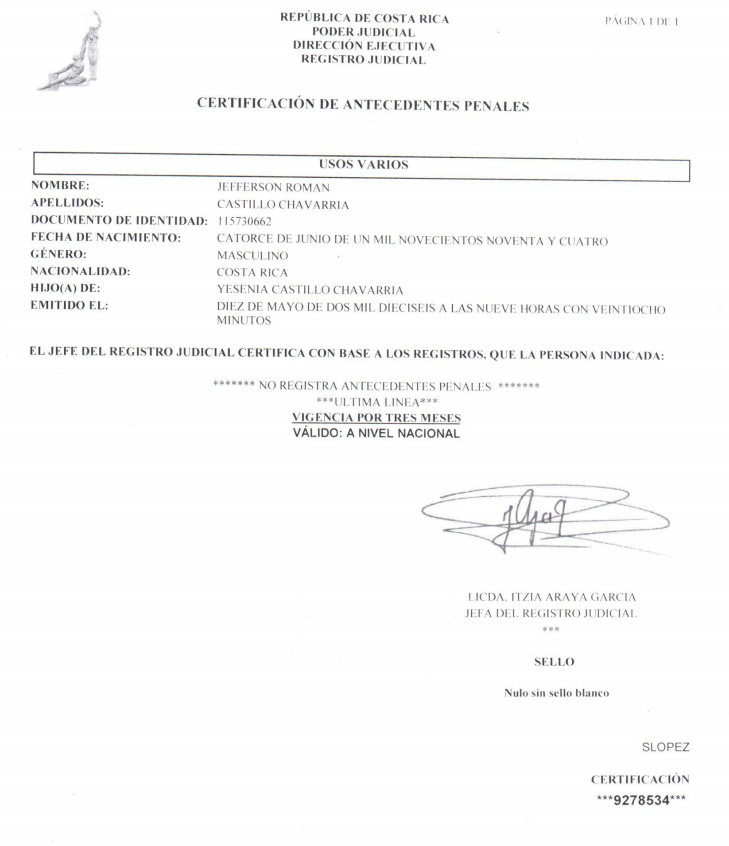 REPÚBLICA DE COSTA RICA
PODER JUDICIAL
DIRECCIÓN EJECUTIVA
REGISTRO JUDICIAL
PÁGINA 1 DE 1
CERTIFICACIÓN DE ANTECEDENTES PENALES
USOS VARIOS
NOMBRE: JEFFERSON ROMAN
APELLIDOS: CASTILLO CHAVARRIA
DOCUMENTO DE IDENTIDAD: 115730662
FECHA DE NACIMIENTO: CATORCE DE JUNIO DE UN MIL NOVECIENTOS NOVENTA Y CUATRO
GÉNERO: MASCULINO
NACIONALIDAD: COSTA RICA
HIJO(A) DE: YESENIA CASTILLO CHAVARRIA
EMITIDO EL: DIEZ DE MAYO DE DOS MIL DIECISEIS A LAS NUEVE HORAS CON VEINTIOCHO
MINUTOS
EL JEFE DEL REGISTRO JUDICIAL CERTIFICA CON BASE A LOS REGISTROS, QUE LA PERSONA INDICADA:
******* NO REGISTRA ANTECEDENTES PENALES *******
***ULTIMA LINEA***
VIGENCIA POR TRES MESES
VÁLIDO: A NIVEL NACIONAL
LICDA. ITZIA ARAYA GARCIA
JEFA DEL REGISTRO JUDICIAL
***
SELLO
Nulo sin sello blanco
SLOPEZ
CERTIFICACIÓN
***9278534***